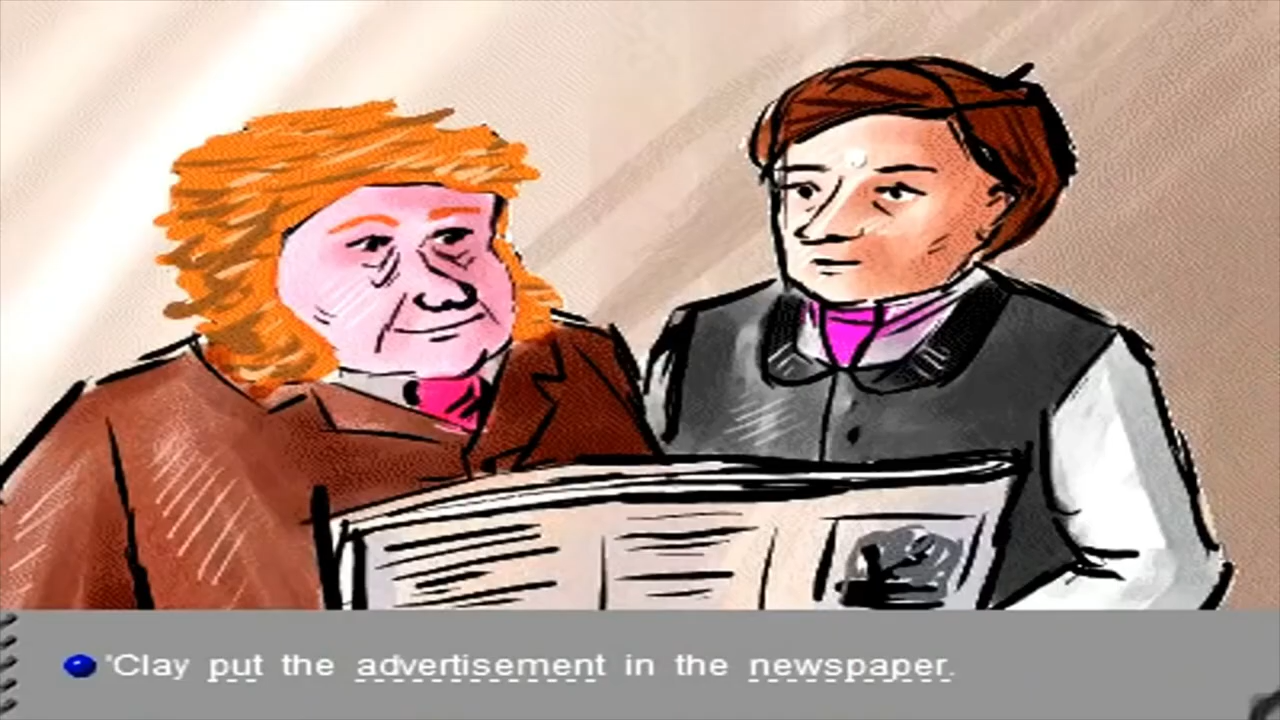 'Clay put the advertisement in the newspaper.